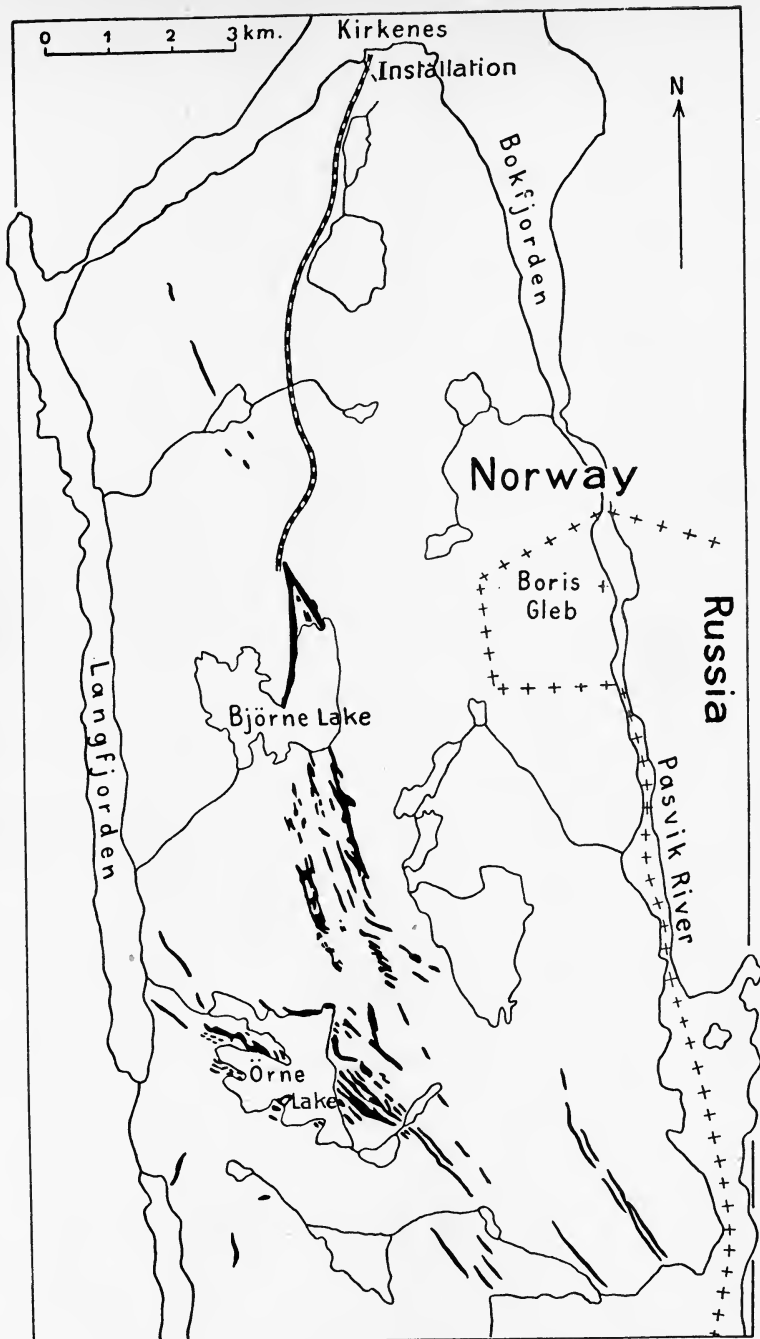 0 1 2 3 km.
Kirkenes
Installation
N
Bokfjorden
Norway
Boris
Gleb
Russia
Langfjorden
Björne Lake
Pasvik River
Örne
Lake